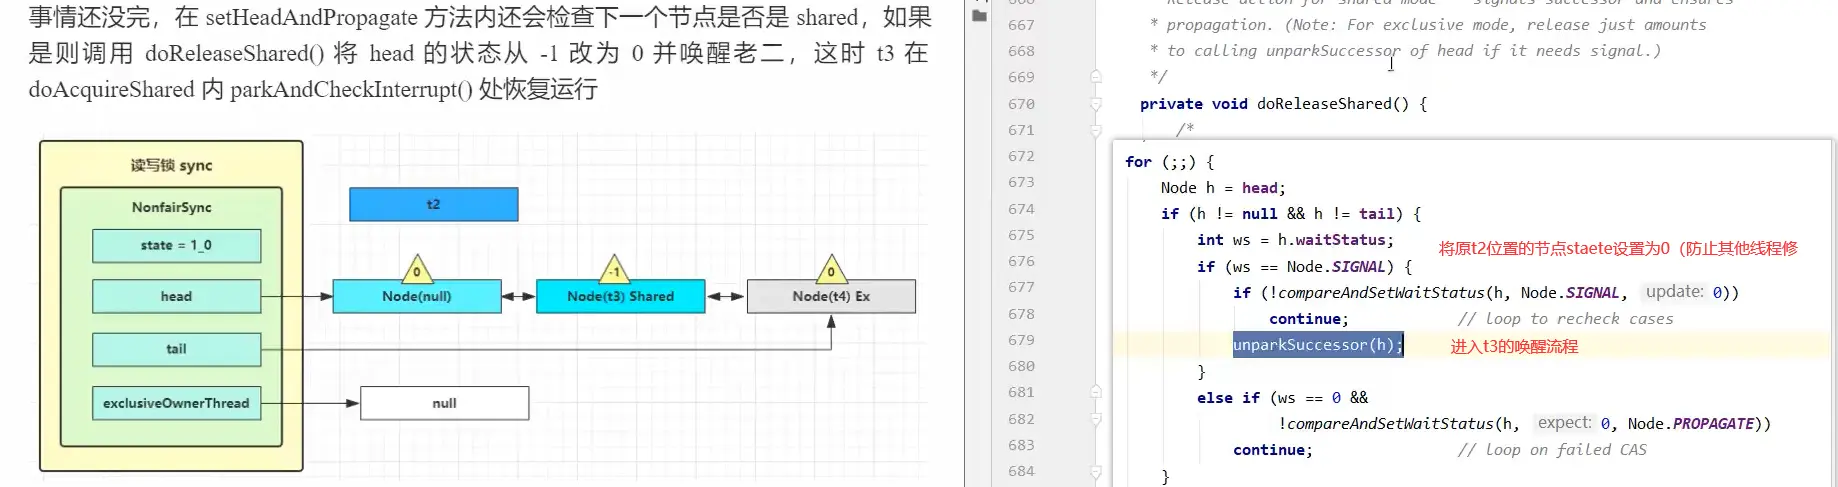 事情还没完，在 setHeadAndPropagate 方法内还会检查下一个节点是否是 shared，如果
是则调用 doReleaseShared() 将 head 的状态从 -1 改为 0 并唤醒老二，这时 t3 在
doAcquireShared 内 parkAndCheckInterrupt() 处恢复运行
读写锁 sync
NonfairSync
state = 1_0
head
tail
exclusiveOwnerThread
t2
0
Node(null)
-1
Node(t3) Shared
0
Node(t4) Ex
null
667 * propagation. (Note: For exclusive mode, release just amounts
668 * to calling unparkSuccessor of head if it needs signal.)
669 */
670 private void doReleaseShared() {
671 /*
672 for (;;) {
673 Node h = head;
674 if (h != null && h != tail) {
675 int ws = h.waitStatus; 将原t2位置的节点staete设置为0（防止其他线程修
676 if (ws == Node.SIGNAL) {
677 if (!compareAndSetWaitStatus(h, Node.SIGNAL, update: 0))
678 continue; // loop to recheck cases
679 unparkSuccessor(h); 进入t3的唤醒流程
680 }
681 else if (ws == 0 &&
682 !compareAndSetWaitStatus(h, expect: 0, Node.PROPAGATE))
683 continue; // loop on failed CAS
684 }